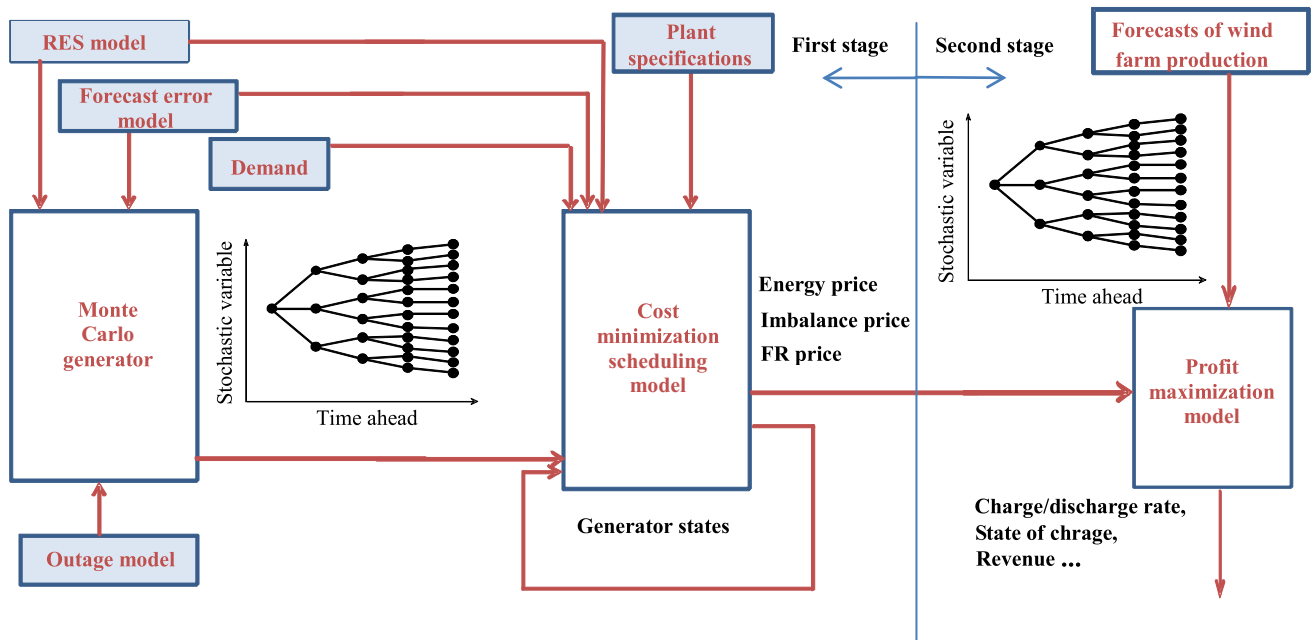 RES model
Forecast error
model
Demand
Plant
specifications
First stage
Second stage
Forecasts of wind
farm production
Monte
Carlo
generator
Stochastic variable
Time ahead
Cost
minimization
scheduling
model
Energy price
Imbalance price
FR price
Stochastic variable
Time ahead
Profit
maximization
model
Generator states
Charge/discharge rate,
State of chrage,
Revenue ...
Outage model